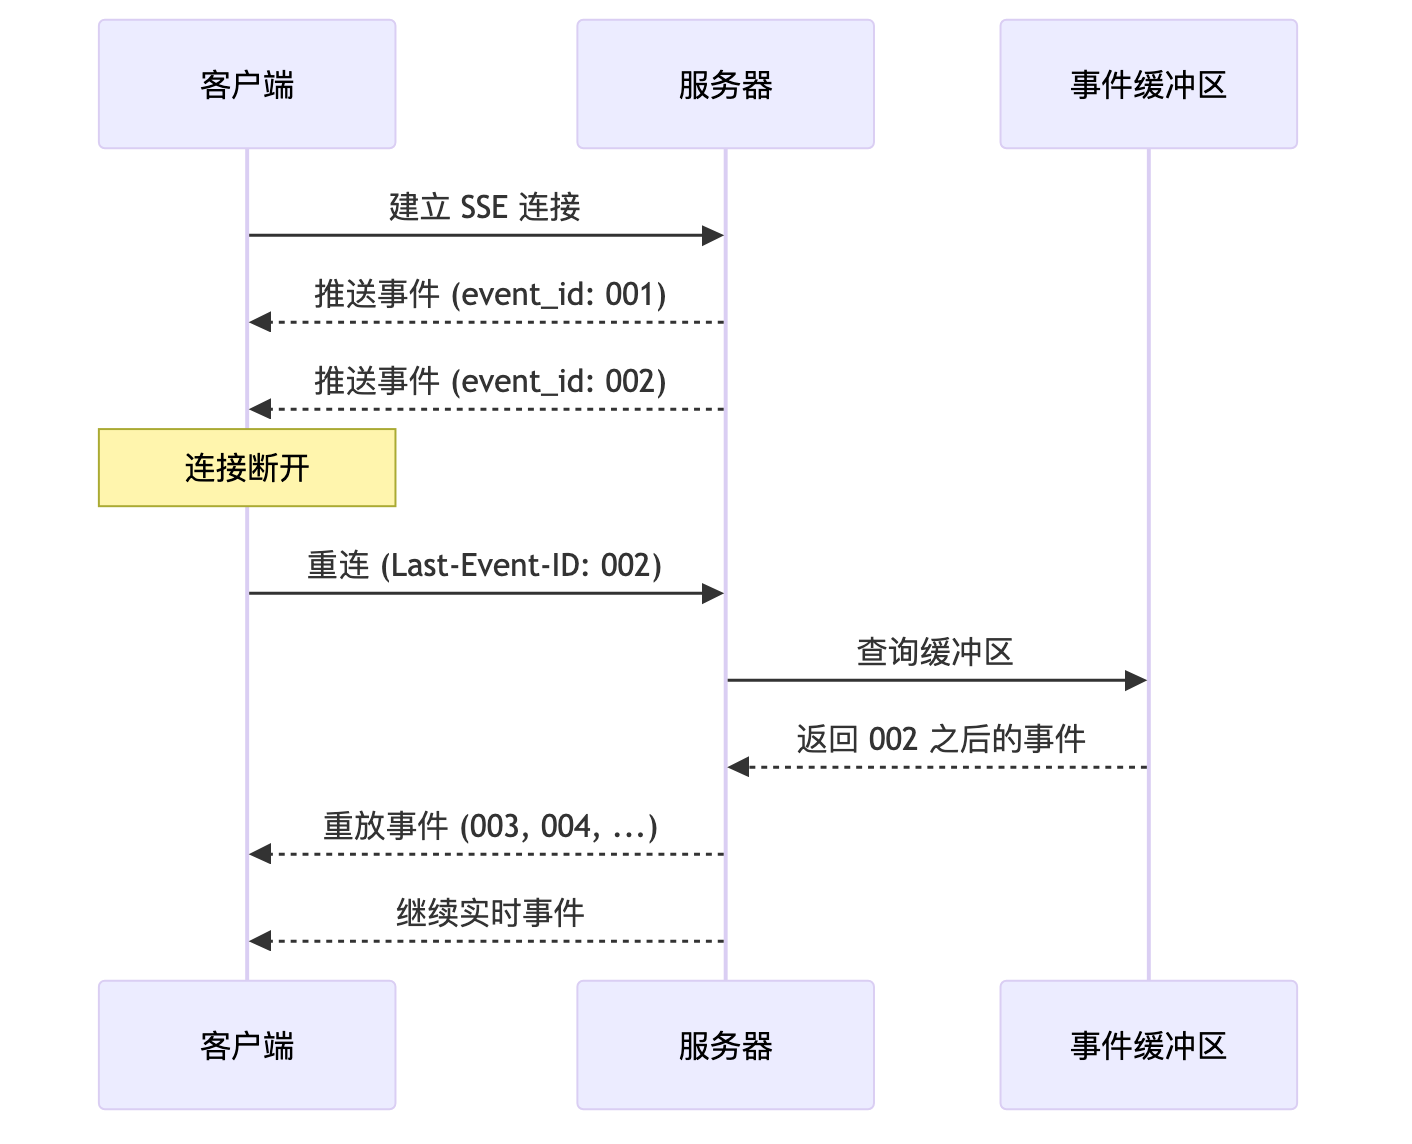 客户端
服务器
事件缓冲区
建立 SSE 连接
推送事件 (event_id: 001)
推送事件 (event_id: 002)
连接断开
重连 (Last-Event-ID: 002)
查询缓冲区
返回 002 之后的事件
重放事件 (003, 004, ...)
继续实时事件
客户端
服务器
事件缓冲区